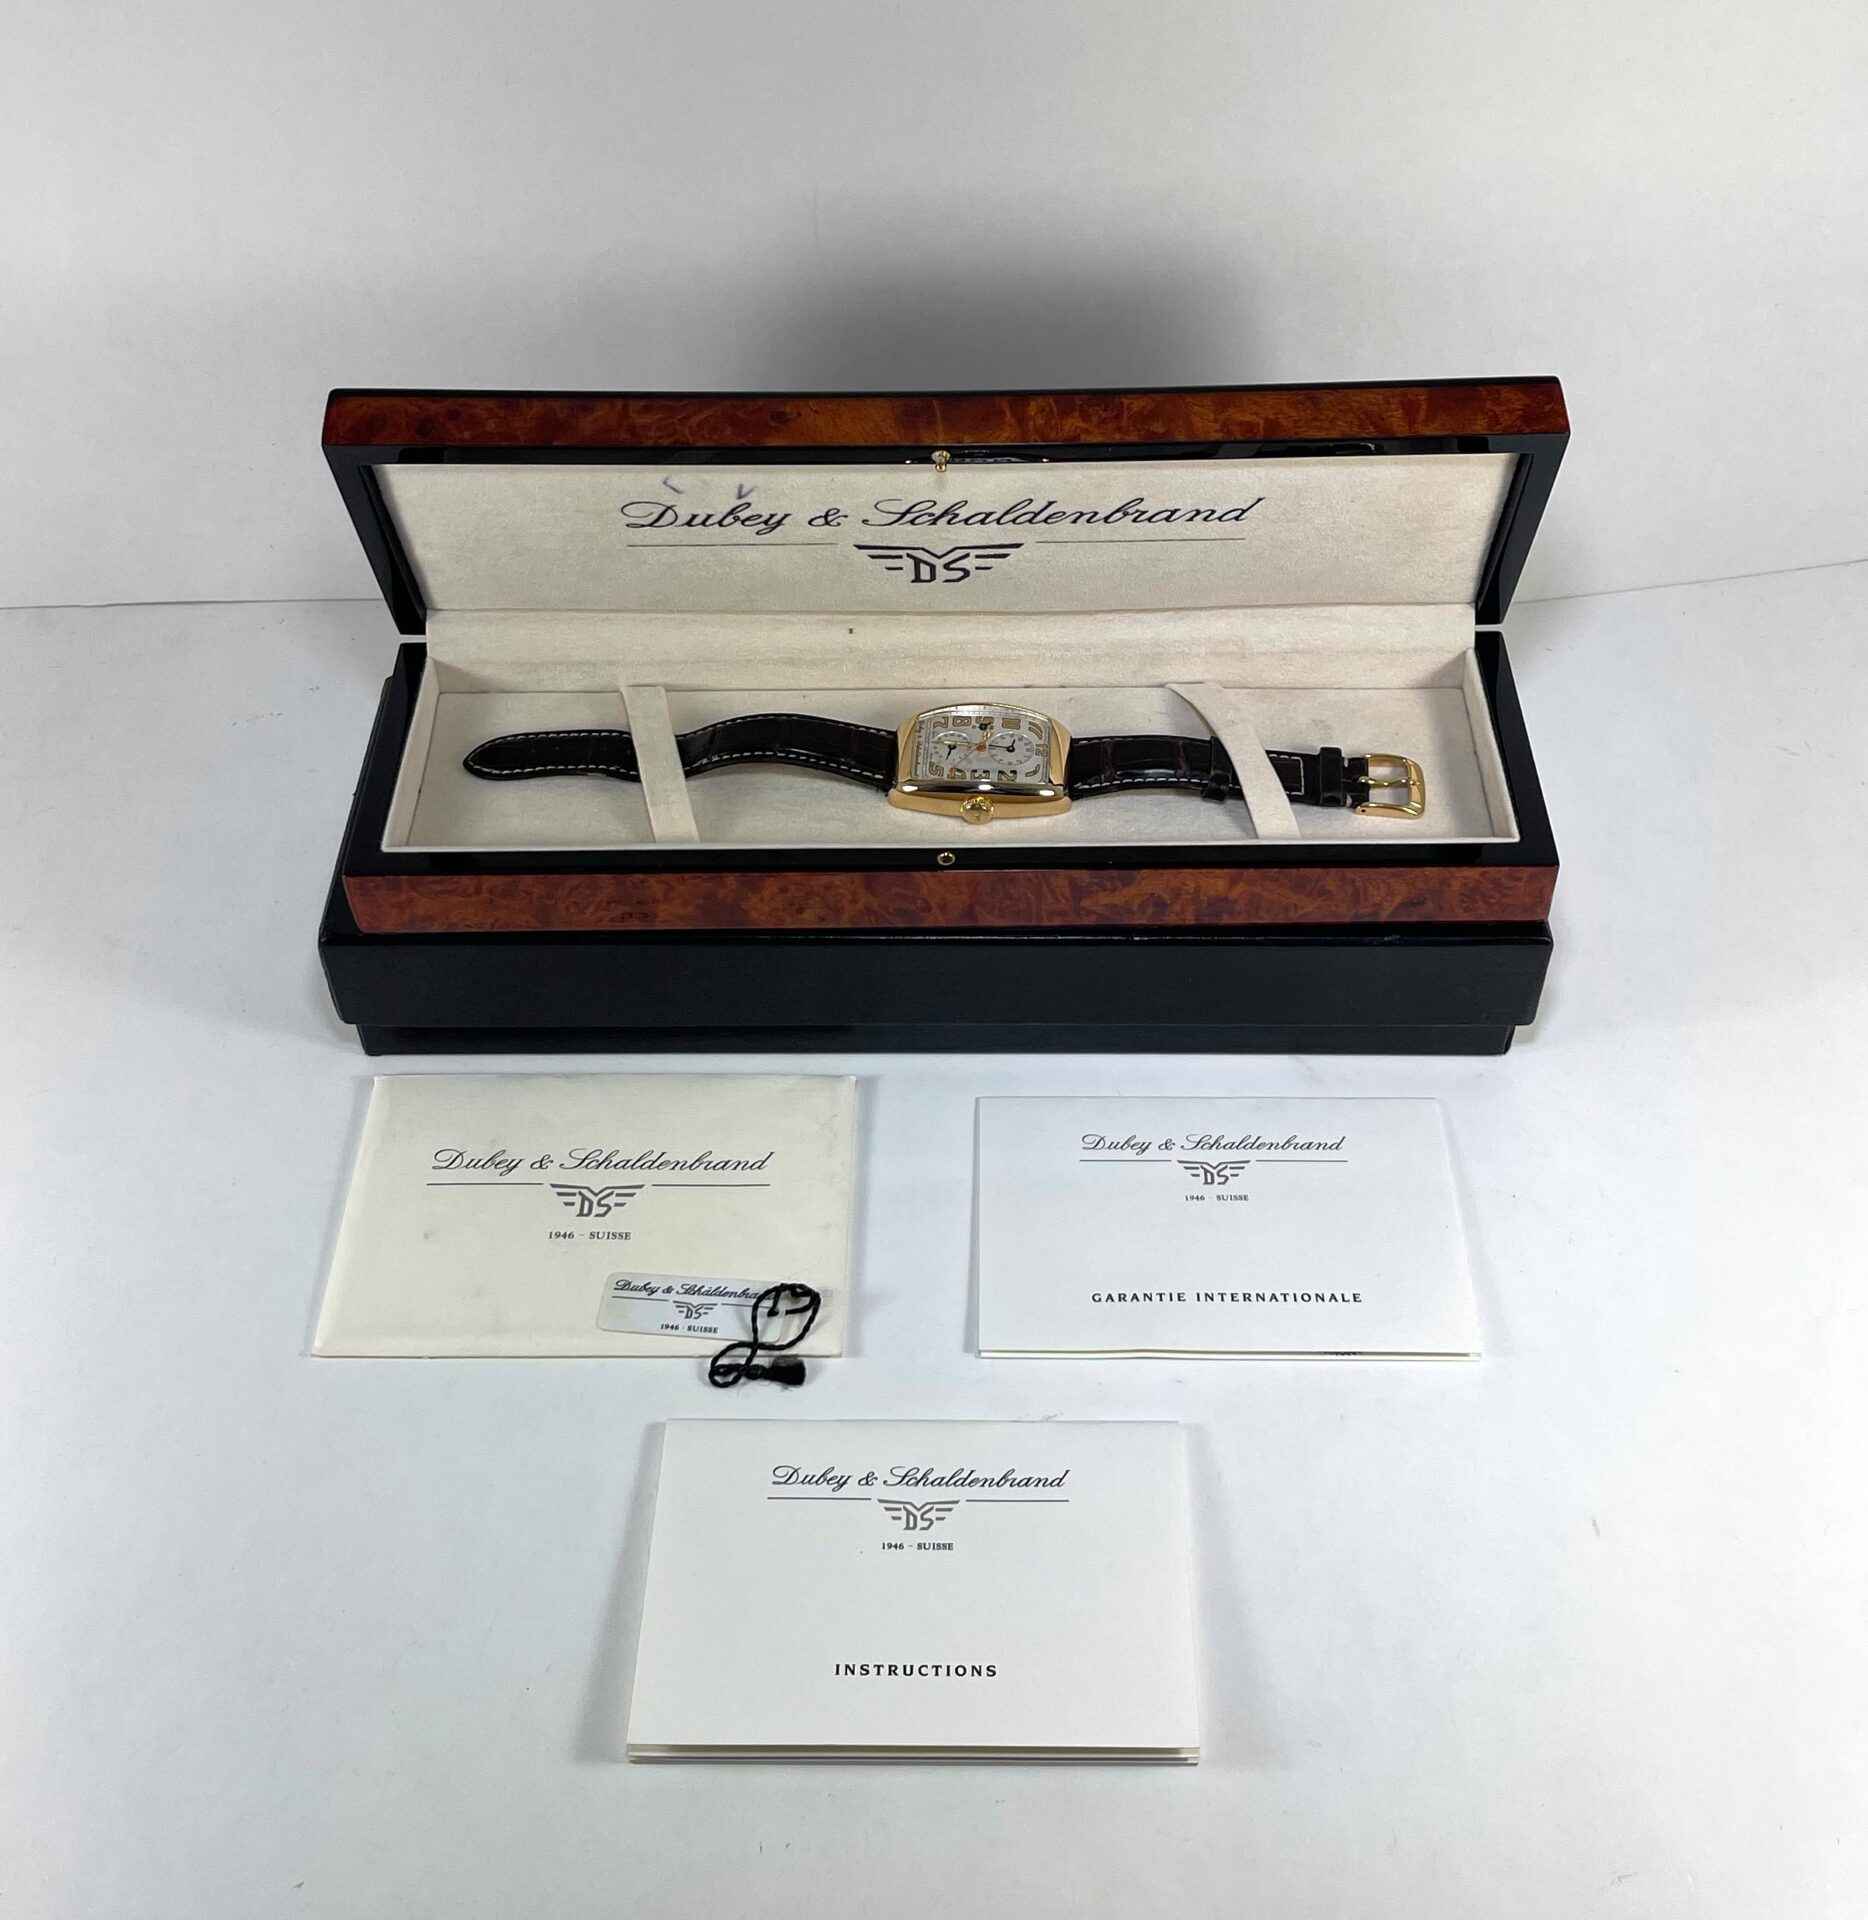 Dubey & Schaldenbrand
DS
Dubey & Schaldenbrand
DS
1946 - SUISSE
Dubey & Schaldenbrand
DS
1946 - SUISSE
GARANTIE INTERNATIONALE
Dubey & Schaldenbra
DS
1946 - SUISSE
Dubey & Schaldenbrand
DS
1946 - SUISSE
INSTRUCTIONS